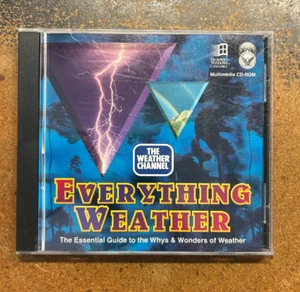 Multimedia CD-ROM
THE
WEATHER
CHANNEL
EVERYTHING
WEATHER
The Essential Guide to the Whys & Wonders of Weather